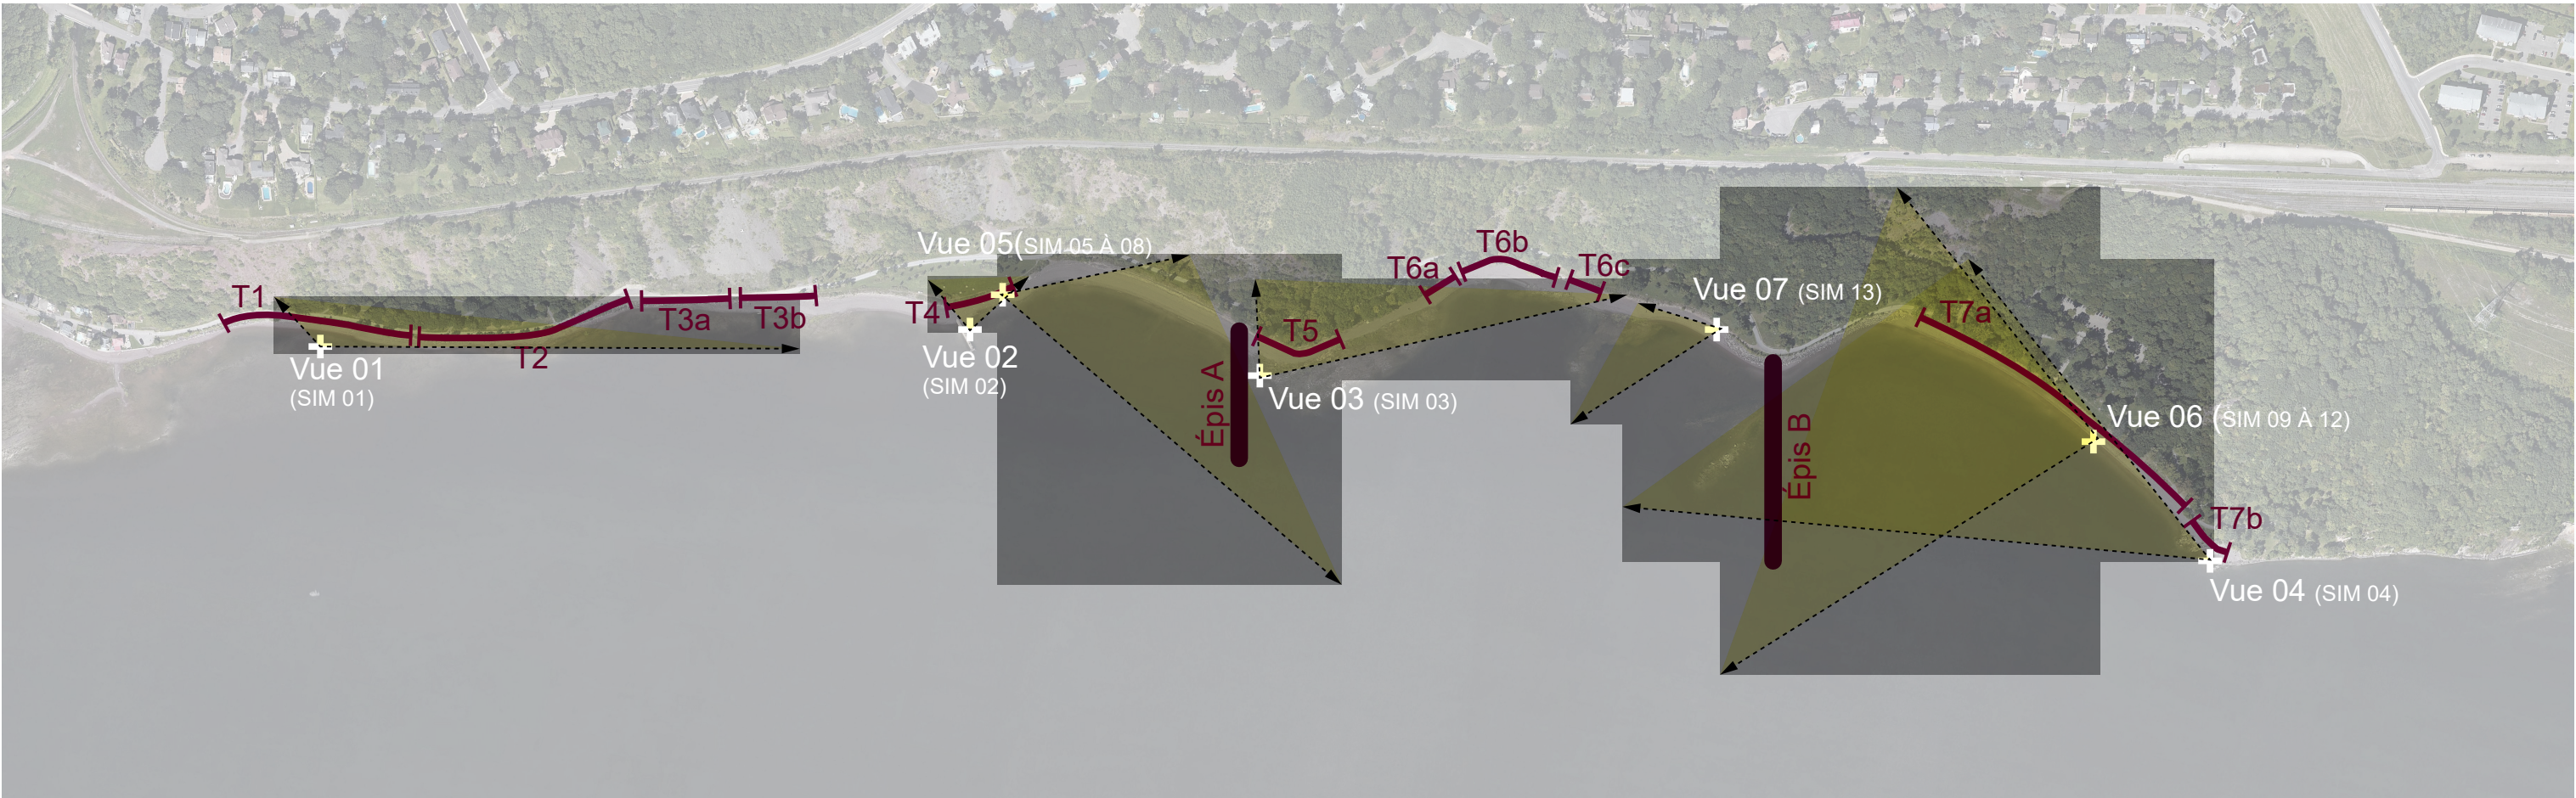 T1
T2
T3a
T3b
Vue 01
(SIM 01)
Vue 05(SIM 05 À 08)
T4
Vue 02
(SIM 02)
Épis A
T5
Vue 03 (SIM 03)
T6a
T6b
T6c
Vue 07 (SIM 13)
Épis B
T7a
Vue 06 (SIM 09 À 12)
T7b
Vue 04 (SIM 04)